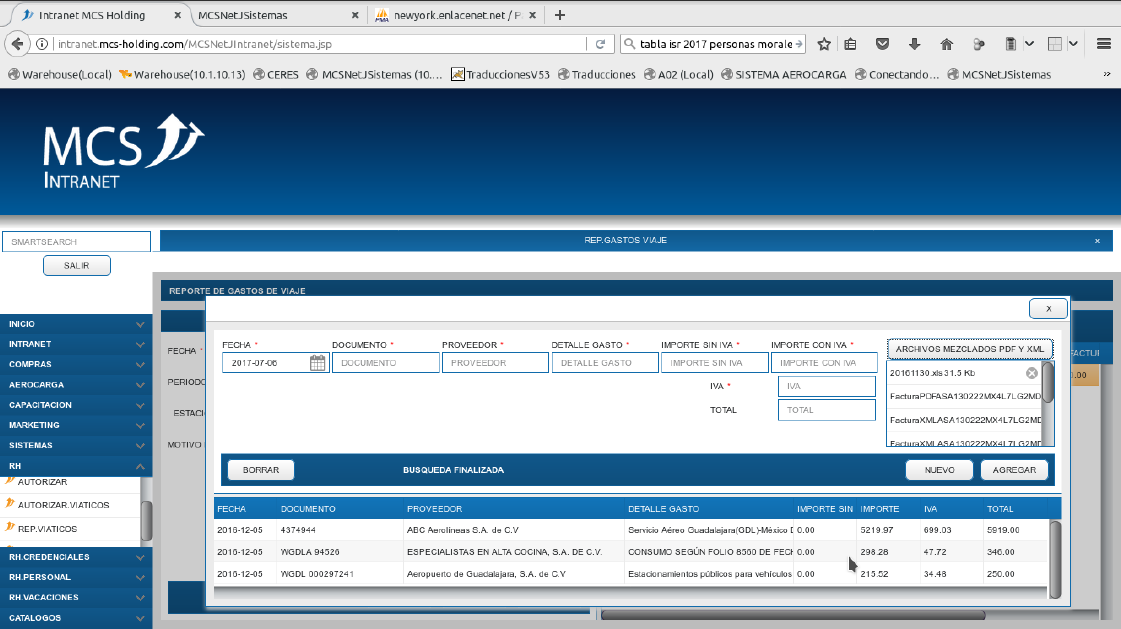 Intranet MCS Holding × MCSNetJSistemas × newyork.enlacenet.net / P × +
intranet.mcs-holding.com/MCSNetJIntranet/sistema.jsp tabla isr 2017 personas morale
Warehouse(Local) Warehouse(10.1.10.13) CERES MCSNetJSistemas (10.... TraduccionesV53 Traducciones A02 (Local) SISTEMA AEROCARGA Conectando... MCSNetJSistemas »
MCS
INTRANET
SMARTSEARCH
REP.GASTOS VIAJE ×
SALIR
REPORTE DE GASTOS DE VIAJE
X
INICIO
INTRANET
COMPRAS
AEROCARGA
CAPACITACION
MARKETING
SISTEMAS
RH
AUTORIZAR
AUTORIZAR.VIATICOS
REP.VIATICOS
RH.CREDENCIALES
RH.PERSONAL
RH.VACACIONES
CATALOGOS
FECHA *
PERIODO
ESTACI
MOTIVO
FACTUI
0.00
FECHA * DOCUMENTO * PROVEEDOR * DETALLE GASTO * IMPORTE SIN IVA * IMPORTE CON IVA *
2017-07-06 DOCUMENTO PROVEEDOR DETALLE GASTO IMPORTE SIN IVA IMPORTE CON IVA
IVA * IVA
TOTAL TOTAL
ARCHIVOS MEZCLADOS PDF Y XML
20161130.xls 31.5 Kb
FacturaPDFASA130222MX4L7LG2MD
FacturaXMLASA130222MX4L7LG2MD
FacturaXMLASA130222MX4L7LG2MD
BORRAR BUSQUEDA FINALIZADA NUEVO AGREGAR
FECHA DOCUMENTO PROVEEDOR DETALLE GASTO IMPORTE SIN IMPORTE IVA TOTAL
2016-12-05 4374944 ABC Aerolíneas S.A. de C.V Servicio Aéreo Guadalajara(GDL)-México D 0.00 5219.97 699.03 5919.00
2016-12-05 WGDLA 94526 ESPECIALISTAS EN ALTA COCINA, S.A. DE C.V. CONSUMO SEGÚN FOLIO 8560 DE FECH 0.00 298.28 47.72 346.00
2016-12-05 WGDL 000297241 Aeropuerto de Guadalajara, S.A. de C.V Estacionamientos públicos para vehículos 0.00 215.52 34.48 250.00